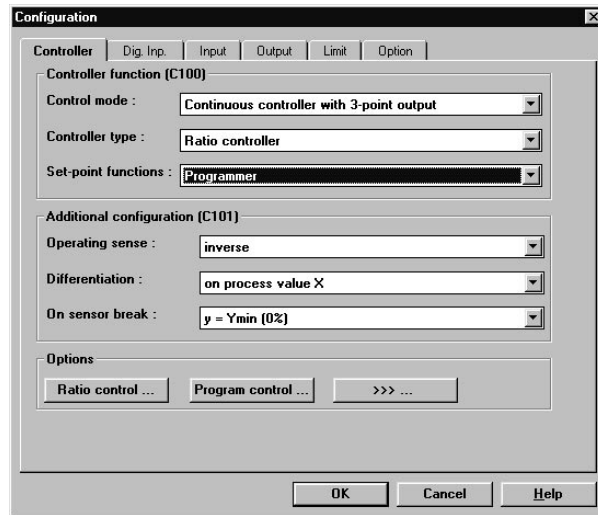 Configuration
Controller Dig. Inp. Input Output Limit Option
Controller function (C100)
Control mode : Continuous controller with 3-point output
Controller type : Ratio controller
Set-point functions : Programmer
Additional configuration (C101)
Operating sense : inverse
Differentiation : on process value X
On sensor break : y = Ymin (0%)
Options
Ratio control ... Program control ... >>> ...
OK Cancel Help